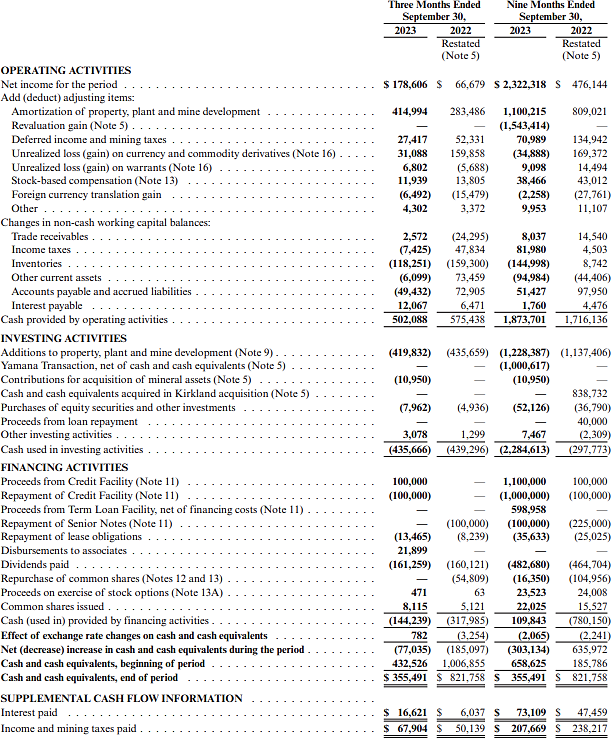 Three Months Ended Nine Months Ended
September 30, September 30,
2023 2022 2023 2022
Restated Restated
(Note 5) (Note 5)
OPERATING ACTIVITIES
Net income for the period $ 178,606 $ 66,679 $ 2,322,318 $ 476,144
Add (deduct) adjusting items:
Amortization of property, plant and mine development 414,994 283,486 1,100,215 809,021
Revaluation gain (Note 5) — — (1,543,414) —
Deferred income and mining taxes 27,417 52,331 70,989 134,942
Unrealized loss (gain) on currency and commodity derivatives (Note 16) 31,088 159,858 (34,888) 169,372
Unrealized loss (gain) on warrants (Note 16) 6,802 (5,688) 9,098 14,494
Stock-based compensation (Note 13) 11,939 13,805 38,466 43,012
Foreign currency translation gain (6,492) (15,479) (2,258) (27,761)
Other 4,302 3,372 9,953 11,107
Changes in non-cash working capital balances:
Trade receivables 2,572 (24,295) 8,037 14,540
Income taxes (7,425) 47,834 81,980 4,503
Inventories (118,251) (159,300) (144,998) 8,742
Other current assets (6,099) 73,459 (94,984) (44,406)
Accounts payable and accrued liabilities (49,432) 72,905 51,427 97,950
Interest payable 12,067 6,471 1,760 4,476
Cash provided by operating activities 502,088 575,438 1,873,701 1,716,136
INVESTING ACTIVITIES
Additions to property, plant and mine development (Note 9) (419,832) (435,659) (1,228,387) (1,137,406)
Yamana Transaction, net of cash and cash equivalents (Note 5) — — (1,000,617) —
Contributions for acquisition of mineral assets (Note 5) (10,950) — (10,950) —
Cash and cash equivalents acquired in Kirkland acquisition (Note 5) — — — 838,732
Purchases of equity securities and other investments (7,962) (4,936) (52,126) (36,790)
Proceeds from loan repayment — — — 40,000
Other investing activities 3,078 1,299 7,467 (2,309)
Cash used in investing activities (435,666) (439,296) (2,284,613) (297,773)
FINANCING ACTIVITIES
Proceeds from Credit Facility (Note 11) 100,000 — 1,100,000 100,000
Repayment of Credit Facility (Note 11) (100,000) — (1,000,000) (100,000)
Proceeds from Term Loan Facility, net of financing costs (Note 11) — — 598,958 —
Repayment of Senior Notes (Note 11) — (100,000) (100,000) (225,000)
Repayment of lease obligations (13,465) (8,239) (35,633) (25,025)
Disbursements to associates 21,899 — — —
Dividends paid (161,259) (160,121) (482,680) (464,704)
Repurchase of common shares (Notes 12 and 13) — (54,809) (16,350) (104,956)
Proceeds on exercise of stock options (Note 13A) 471 63 23,523 24,008
Common shares issued 8,115 5,121 22,025 15,527
Cash (used in) provided by financing activities (144,239) (317,985) 109,843 (780,150)
Effect of exchange rate changes on cash and cash equivalents 782 (3,254) (2,065) (2,241)
Net (decrease) increase in cash and cash equivalents during the period (77,035) (185,097) (303,134) 635,972
Cash and cash equivalents, beginning of period 432,526 1,006,855 658,625 185,786
Cash and cash equivalents, end of period $ 355,491 $ 821,758 $ 355,491 $ 821,758
SUPPLEMENTAL CASH FLOW INFORMATION
Interest paid $ 16,621 $ 6,037 $ 73,109 $ 47,459
Income and mining taxes paid $ 67,904 $ 50,139 $ 207,669 $ 238,217